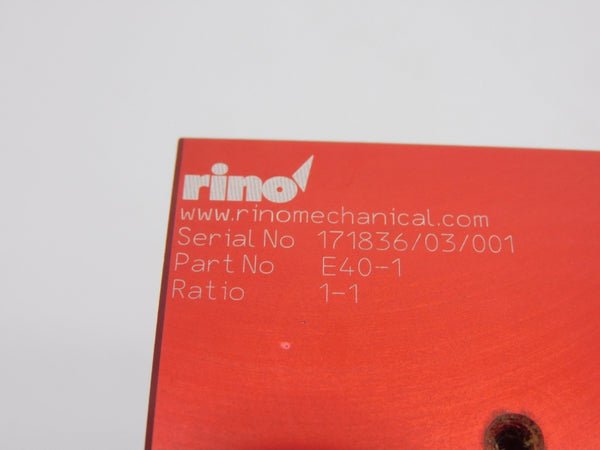 rino
www.rinomechanical.com
Serial No 171836/03/001
Part No E40-1
Ratio 1-1